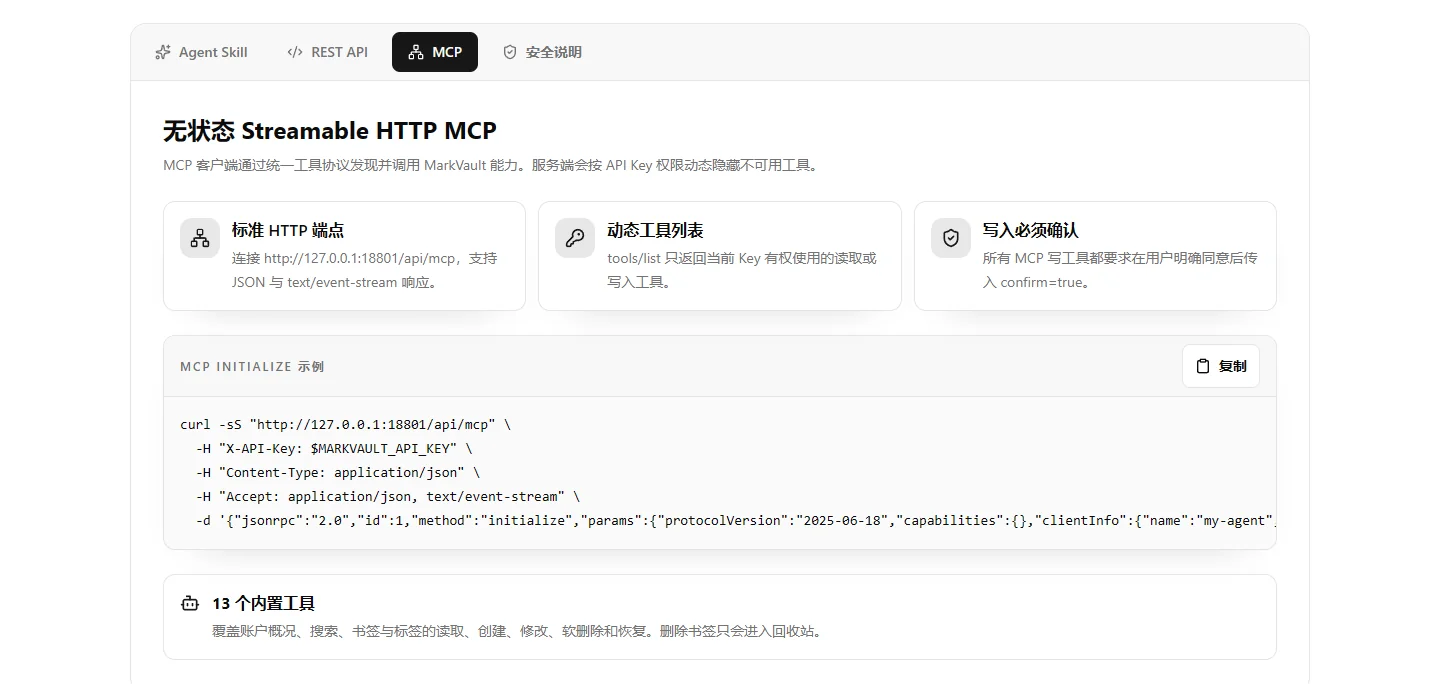 Agent Skill
REST API
MCP
安全说明
无状态 Streamable HTTP MCP
MCP 客户端通过统一工具协议发现并调用 MarkVault 能力。服务端会按 API Key 权限动态隐藏不可用工具。
标准 HTTP 端点
连接 http://127.0.0.1:18801/api/mcp，支持
JSON 与 text/event-stream 响应。
动态工具列表
tools/list 只返回当前 Key 有权使用的读取或
写入工具。
写入必须确认
所有 MCP 写工具都要求在用户明确同意后传
入 confirm=true。
MCP INITIALIZE 示例
复制
curl -sS "http://127.0.0.1:18801/api/mcp" \
-H "X-API-Key: $MARKVAULT_API_KEY" \
-H "Content-Type: application/json" \
-H "Accept: application/json, text/event-stream" \
-d '{"jsonrpc":"2.0","id":1,"method":"initialize","params":{"protocolVersion":"2025-06-18","capabilities":{},"clientInfo":{"name":"my-agent",
13 个内置工具
覆盖账户概况、搜索、书签与标签的读取、创建、修改、软删除和恢复。删除书签只会进入回收站。